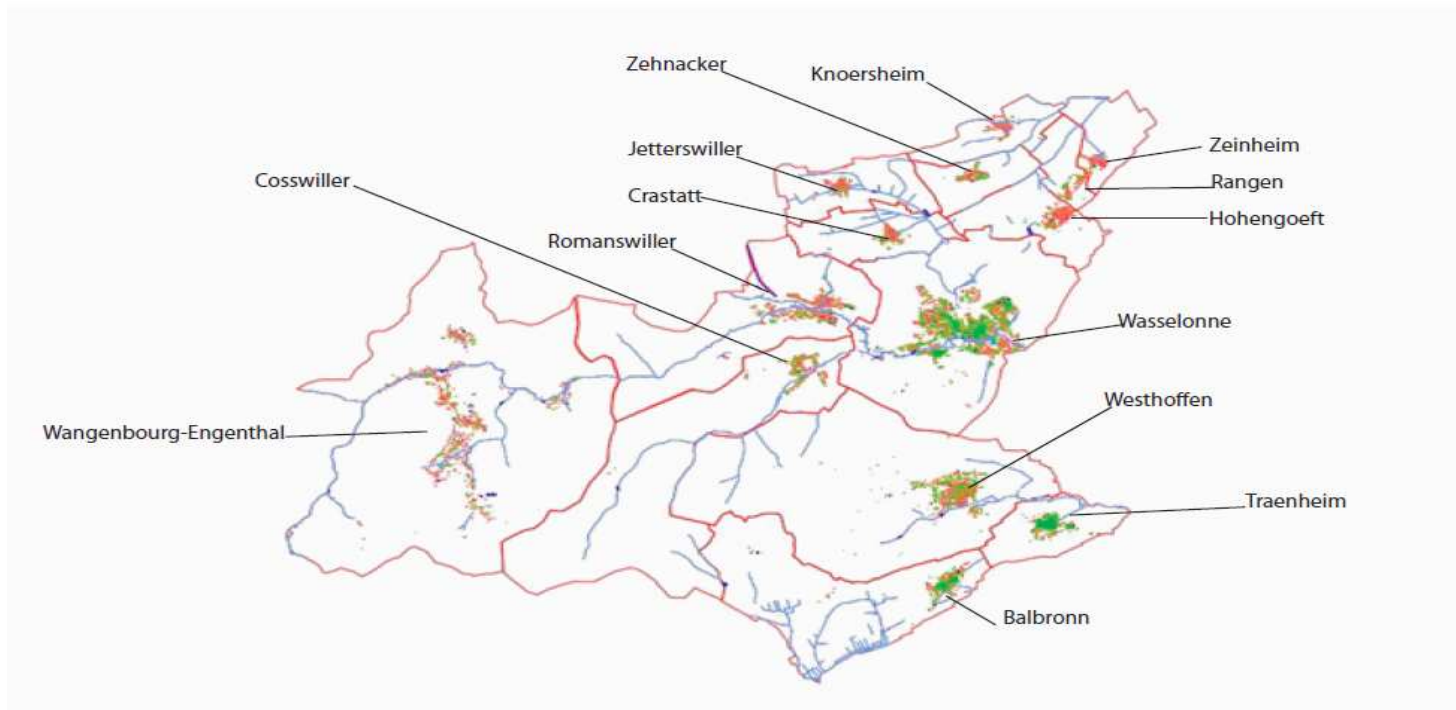 Zehnacker
Knoersheim
Jetterswiller
Zeinheim
Cosswiller
Rangen
Crastatt
Hohengoeft
Romanswiller
Wasselonne
Westhoffen
Wangenbourg-Engenthal
Traenheim
Balbronn